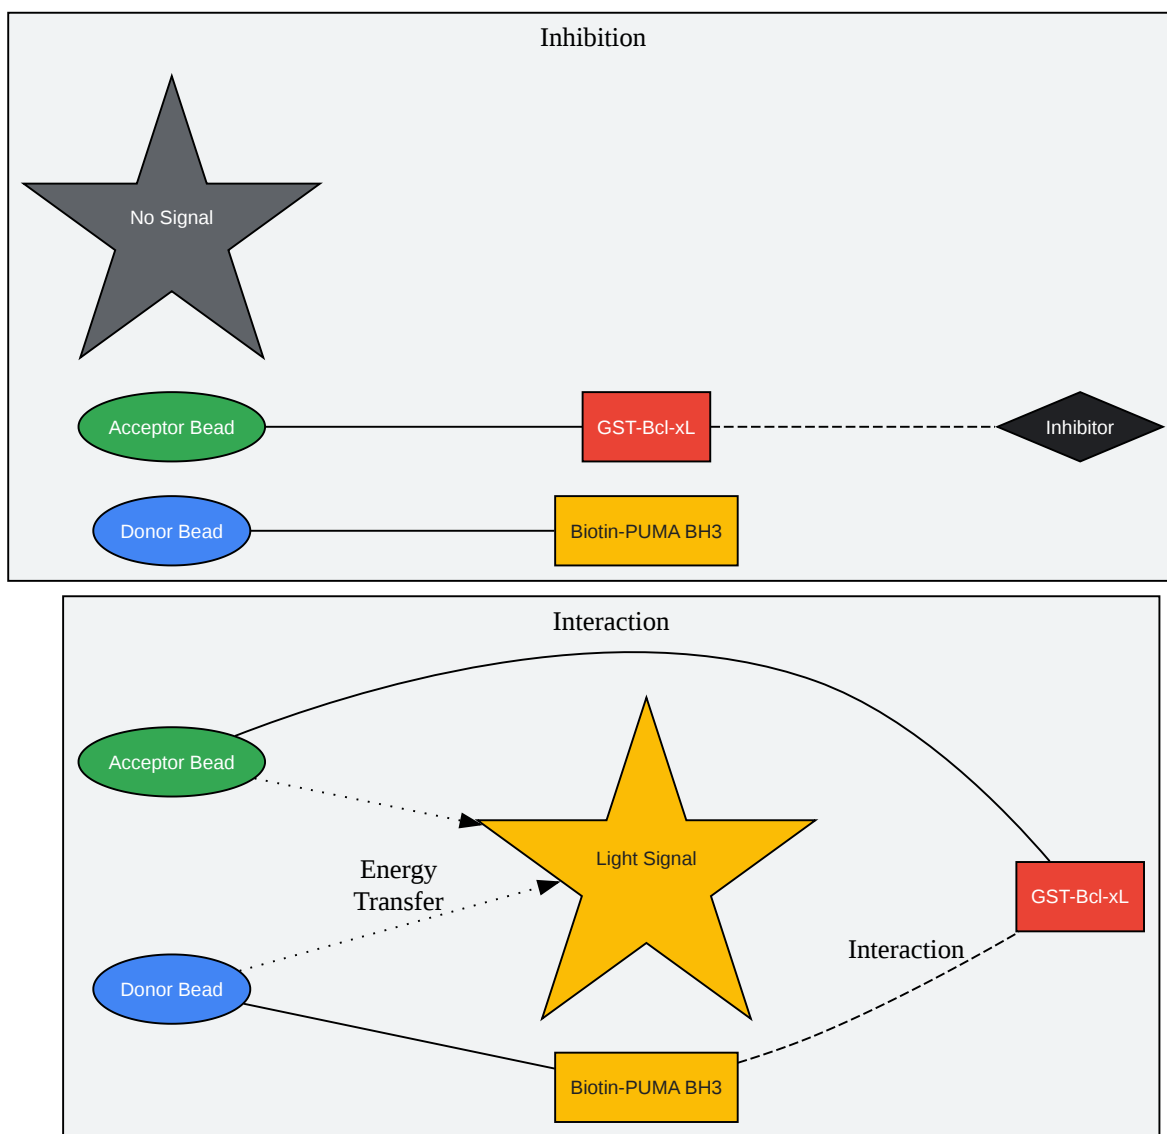 Inhibition
No Signal
Acceptor Bead
GST-Bcl-xL
Inhibitor
Donor Bead
Biotin-PUMA BH3
Interaction
Acceptor Bead
Light Signal
Energy
Transfer
GST-Bcl-xL
Interaction
Donor Bead
Biotin-PUMA BH3